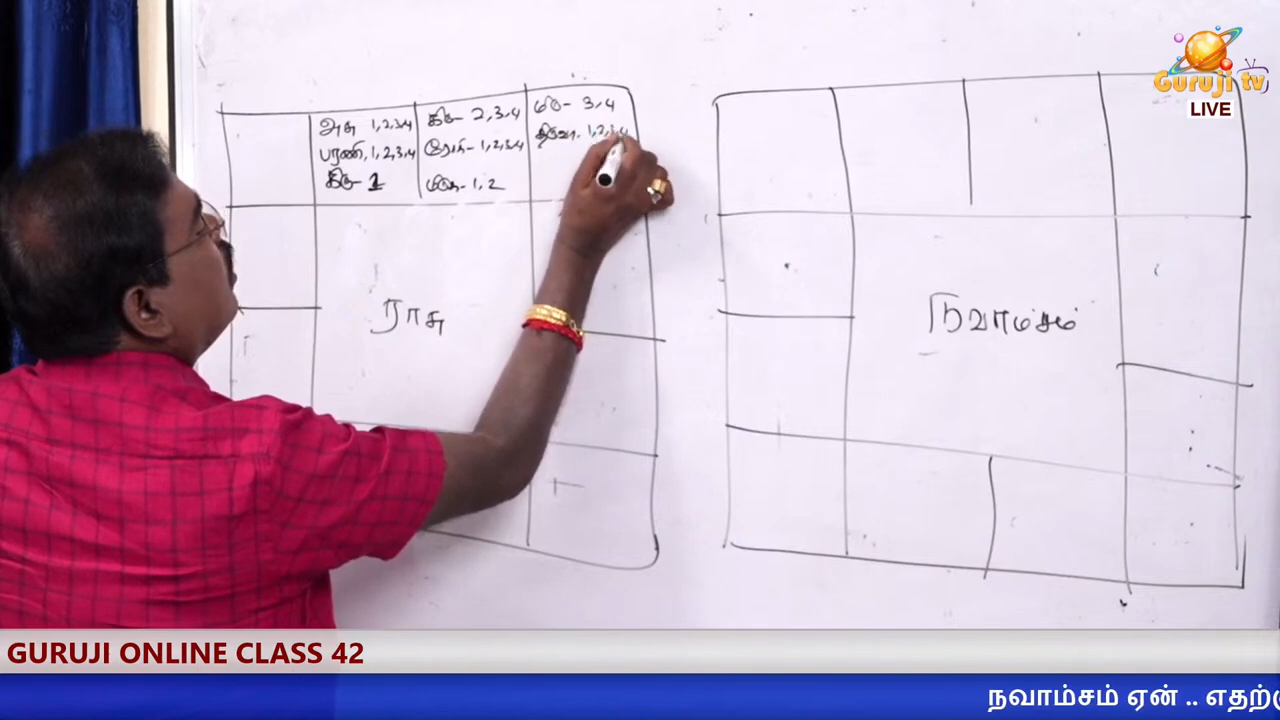 Guruji tv
LIVE
அசு 1,2,3,4
பரணி, 1,2,3,4
கிரு- 1
கிரு- 2,3,4
ரோகி- 1,2,3,4
மிரு- 1,2
மிரு- 3,4
திருவா- 1,2,3,4
ராசு
நவாம்சம்
GURUJI ONLINE CLASS 42
நவாம்சம் ஏன் .. எதற்கு